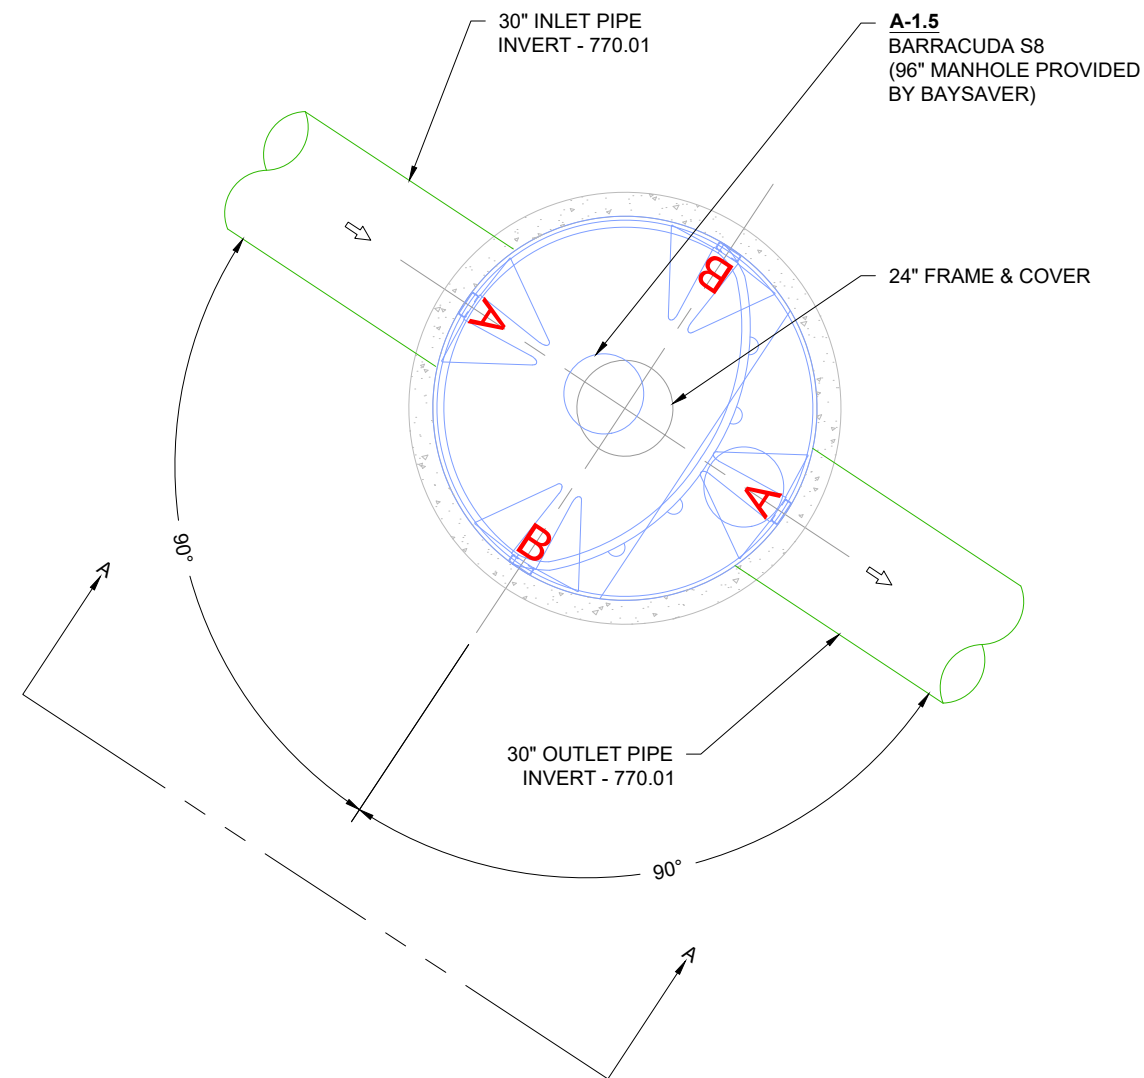 30" INLET PIPE
INVERT - 770.01
A-1.5
BARRACUDA S8
(96" MANHOLE PROVIDED
BY BAYSAVER)
24" FRAME & COVER
B
A
A
B
90°
A
30" OUTLET PIPE
INVERT - 770.01
90°
A